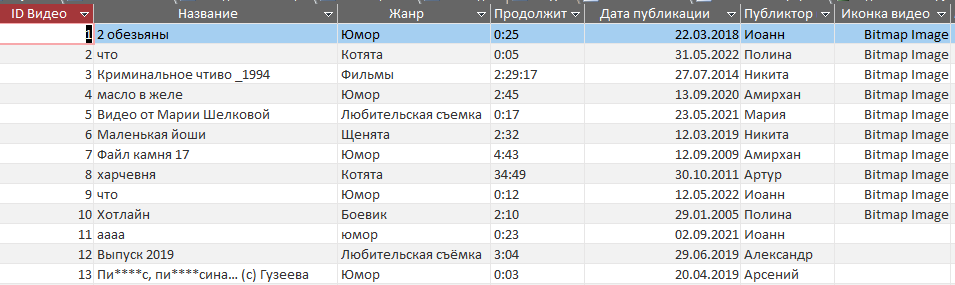 ID Видео Название Жанр Продолжит Дата публикации Публиктор Иконка видео
1 2 обезьяны Юмор 0:25 22.03.2018 Иоанн Bitmap Image
2 что Котята 0:05 31.05.2022 Полина Bitmap Image
3 Криминальное чтиво _1994 Фильмы 2:29:17 27.07.2014 Никита Bitmap Image
4 масло в желе Юмор 2:45 13.09.2020 Амирхан Bitmap Image
5 Видео от Марии Шелковой Любительская съемка 0:17 23.05.2021 Мария Bitmap Image
6 Маленькая йоши Щенята 2:32 12.03.2019 Никита Bitmap Image
7 Файл камня 17 Юмор 4:43 12.09.2009 Амирхан Bitmap Image
8 харчевня Котята 34:49 30.10.2011 Артур Bitmap Image
9 что Юмор 0:12 12.05.2022 Иоанн Bitmap Image
10 Хотлайн Боевик 2:10 29.01.2005 Полина Bitmap Image
11 аааа юмор 0:23 02.09.2021 Иоанн
12 Выпуск 2019 Любительская съёмка 3:04 29.06.2019 Александр
13 Пи****с, пи****сина... (с) Гузеева Юмор 0:03 20.04.2019 Арсений